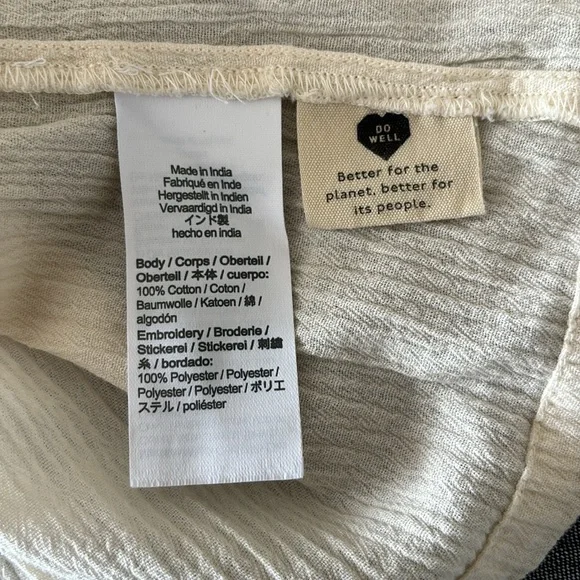 Made in India
Fabriqué en Inde
Hergestellt in Indien
Vervaardigd in India
インド製
hecho en india
Body / Corps / Oberteil /
Obertell / 本体 / cuerpo:
100% Cotton / Coton /
Baumwolle / Katoen / 綿 /
algodón
Embroidery / Broderie /
Stickerei / Stickerei / 刺繍
糸 / bordado:
100% Polyester / Polyester /
Polyester / Polyester / ポリエ
ステル / poliéster
DO
WELL
Better for the
planet, better for
its people.